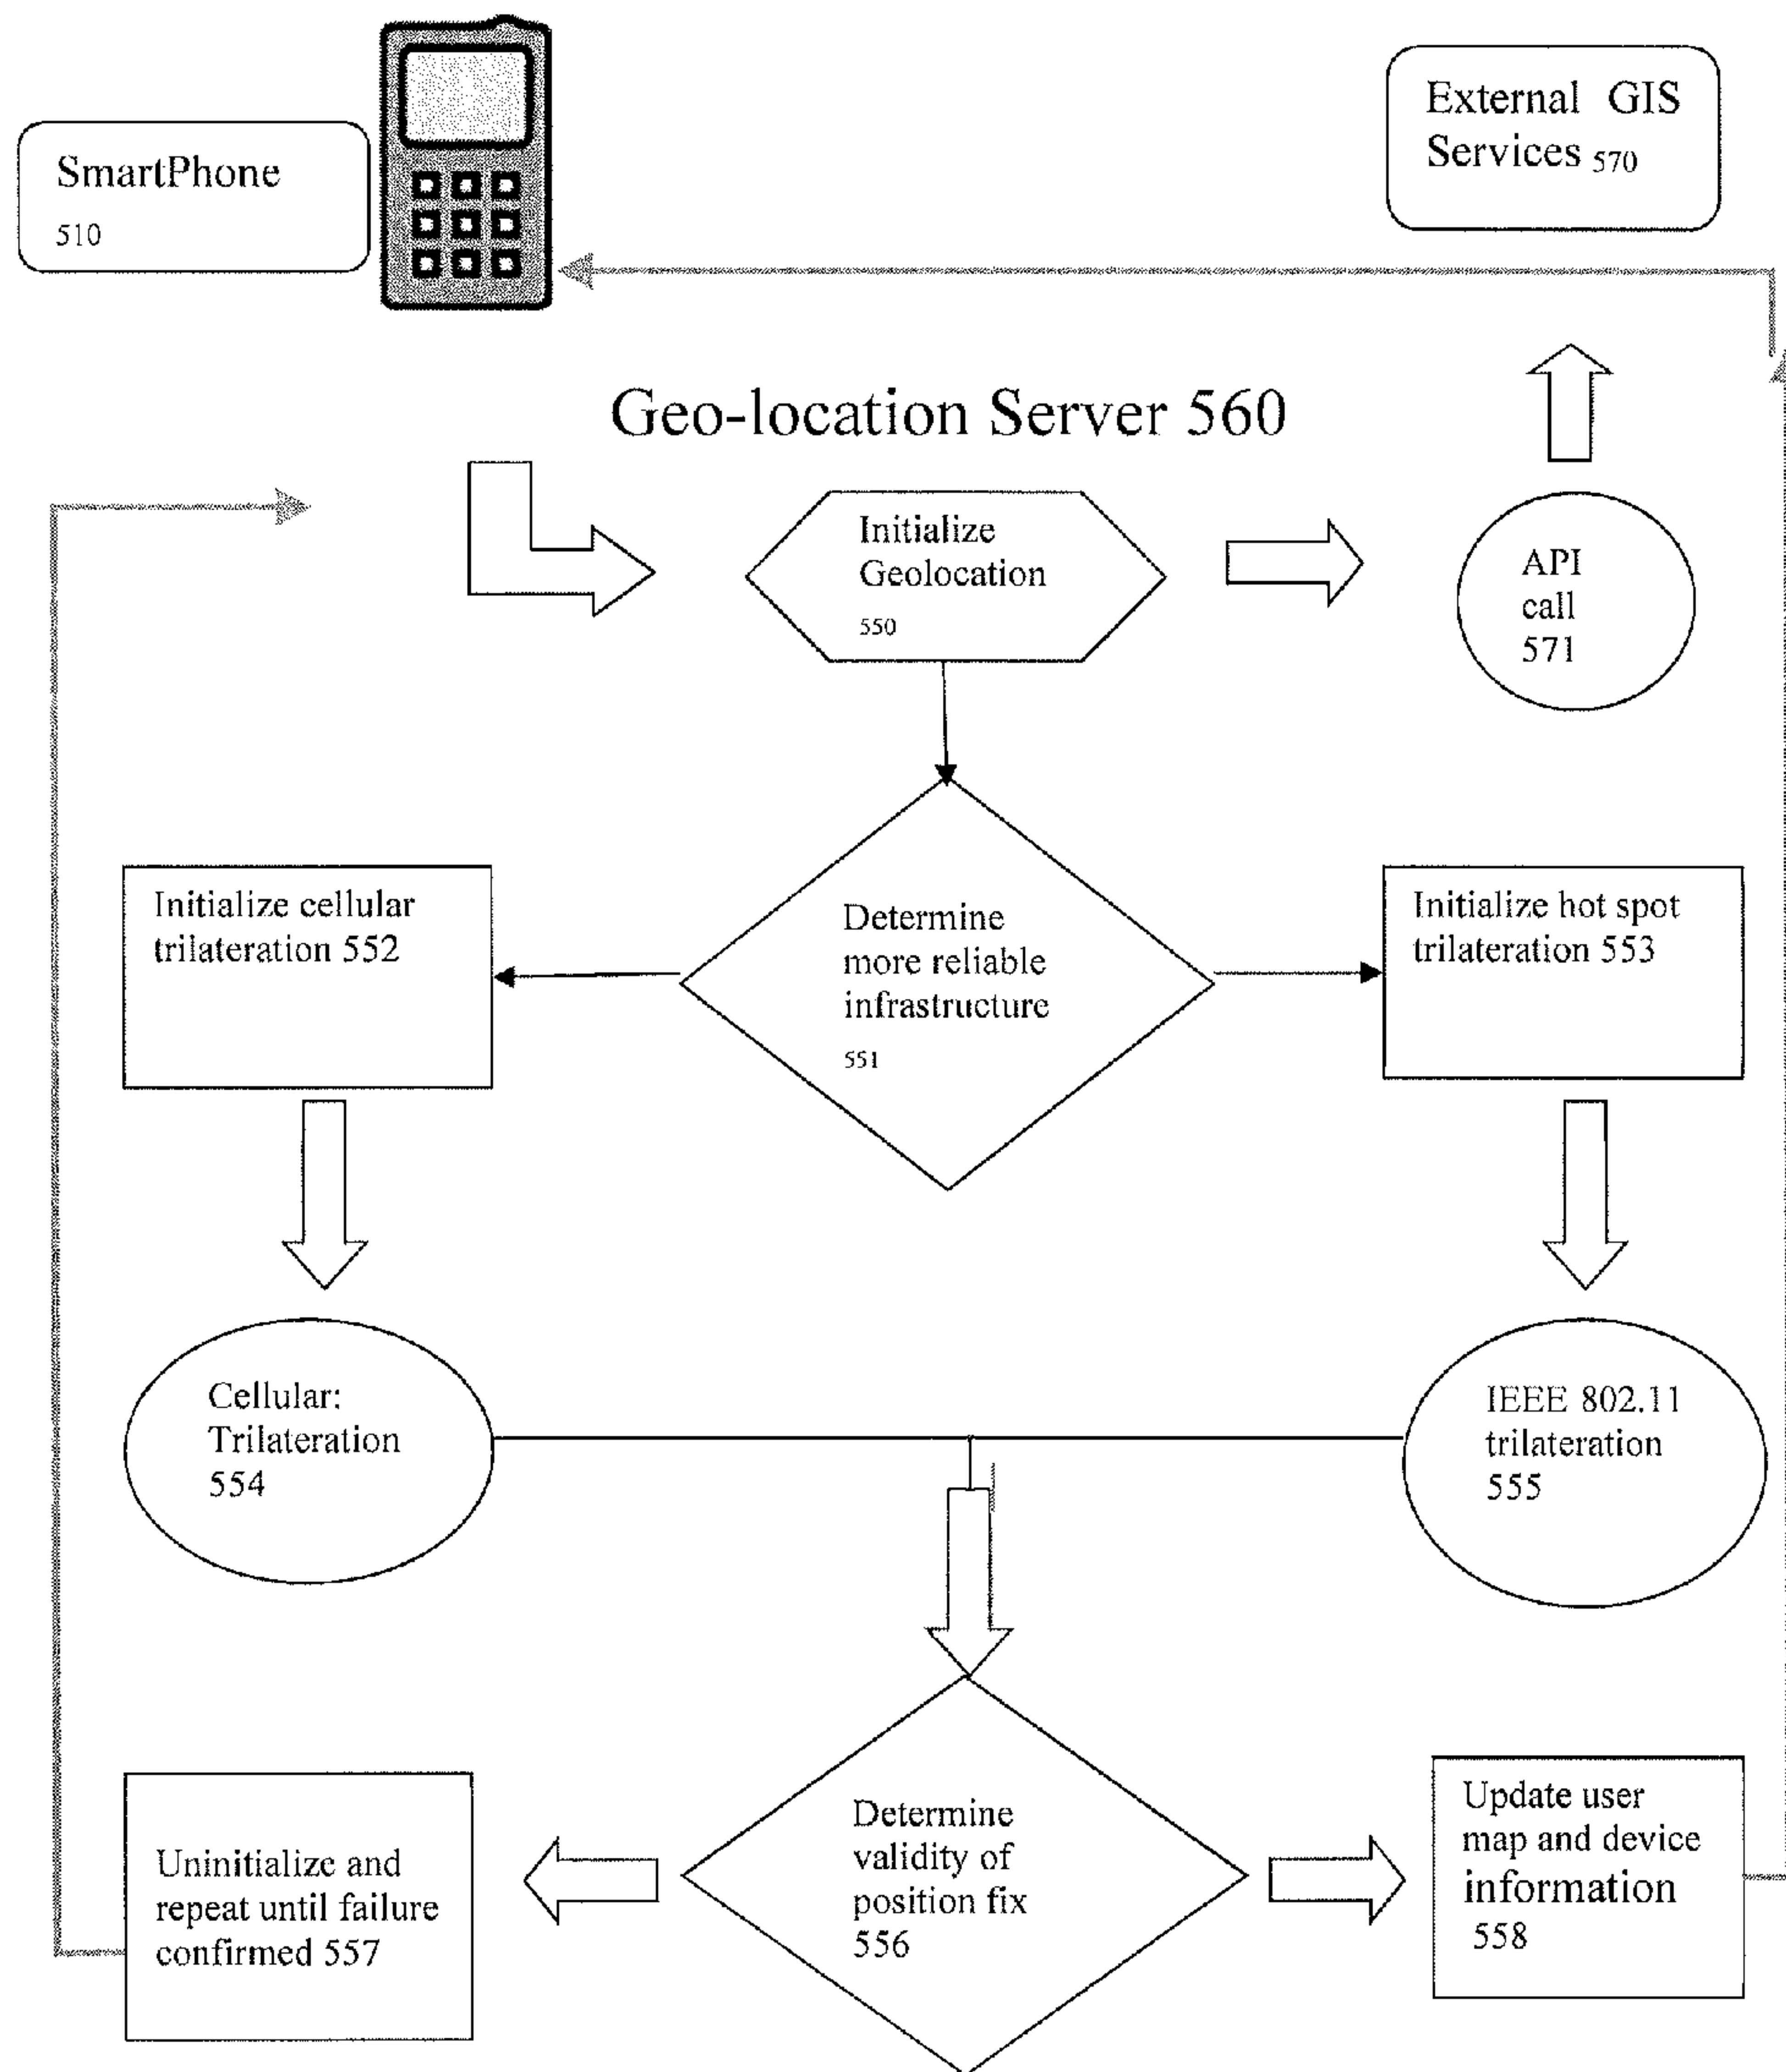 SmartPhone
510
External GIS
Services 570
Geo-location Server 560
Initialize
Geolocation
550
API
call
571
Initialize cellular
trilateration 552
Determine
more reliable
infrastructure
551
Initialize hot spot
trilateration 553
Cellular:
Trilateration
554
IEEE 802.11
trilateration
555
Uninitialize and
repeat until failure
confirmed 557
Determine
validity of
position fix
556
Update user
map and device
information
558